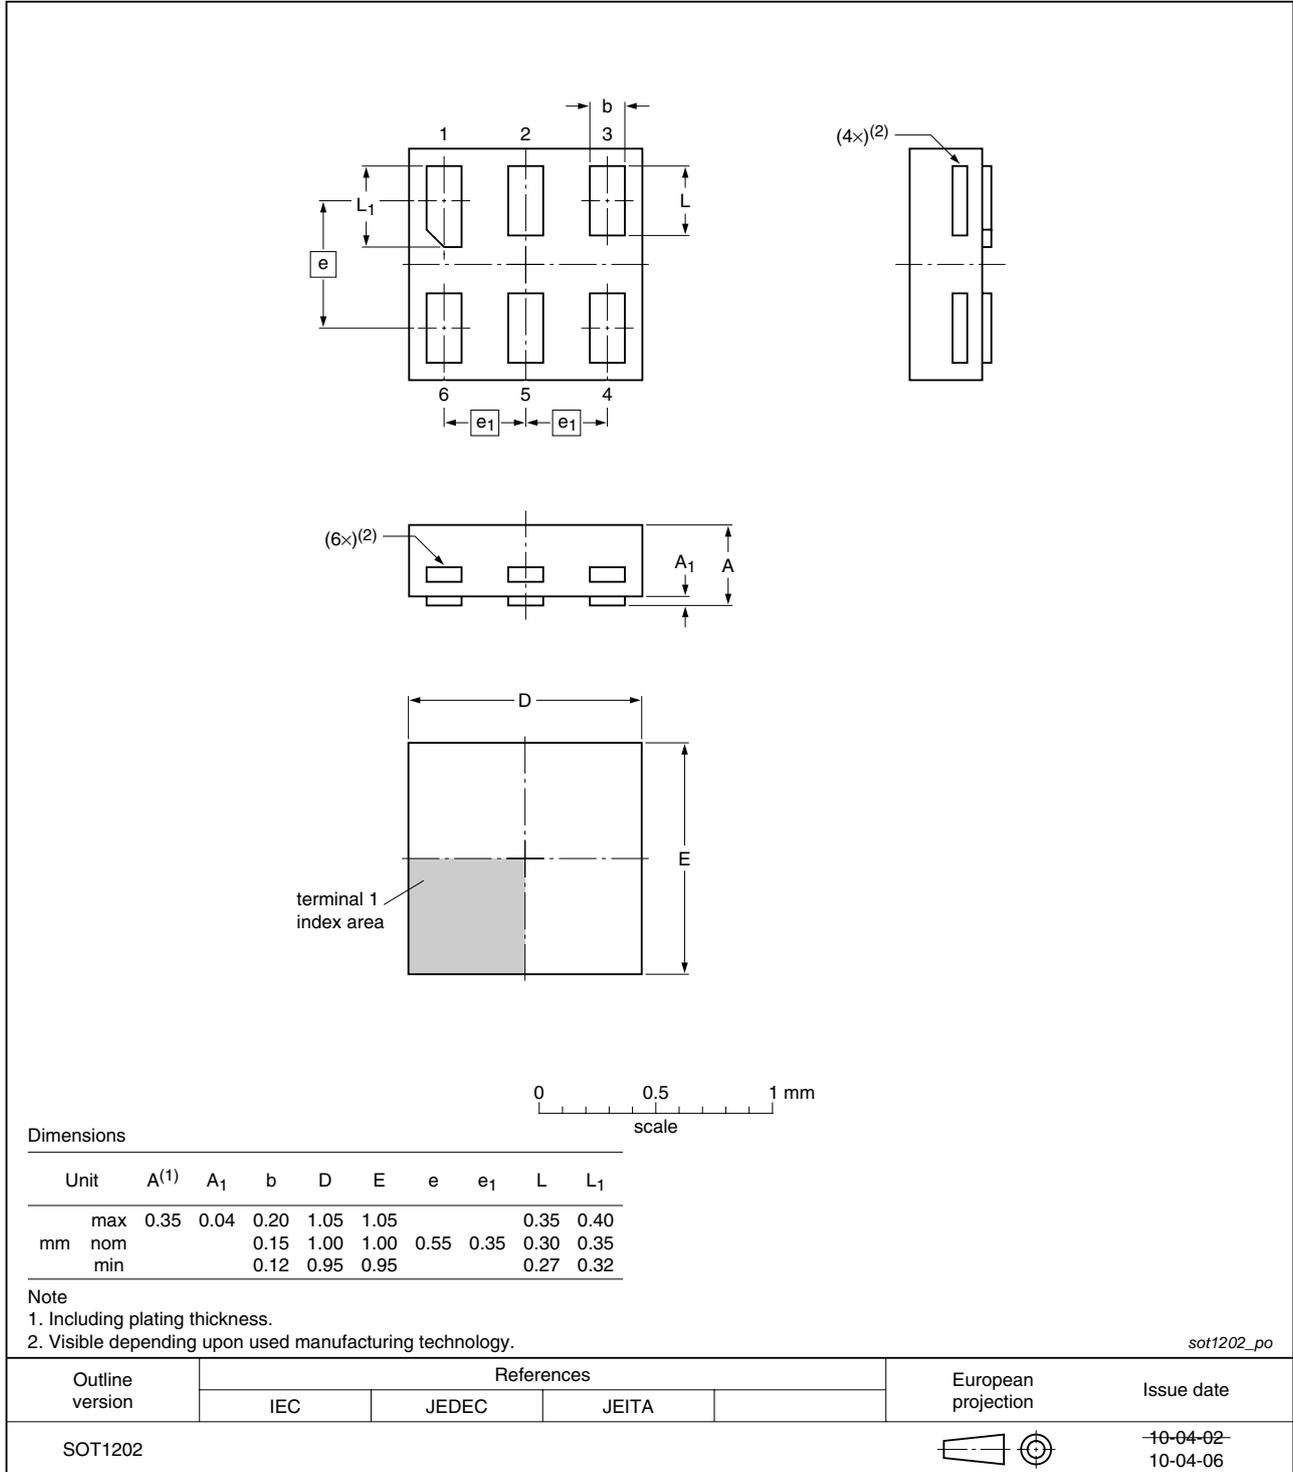 b
1 2 3
(4×)(2)
L1
L
e
6 5 4
e1 e1
(6×)(2)
A1 A
D
E
terminal 1
index area
0 0.5 1 mm
scale
Dimensions
Unit A(1) A1 b D E e e1 L L1
max 0.35 0.04 0.20 1.05 1.05 0.35 0.40
mm nom 0.15 1.00 1.00 0.55 0.35 0.30 0.35
min 0.12 0.95 0.95 0.27 0.32
Note
1. Including plating thickness.
2. Visible depending upon used manufacturing technology.
sot1202_po
Outline
version
References
IEC JEDEC JEITA
European
projection
Issue date
SOT1202
10-04-02
10-04-06